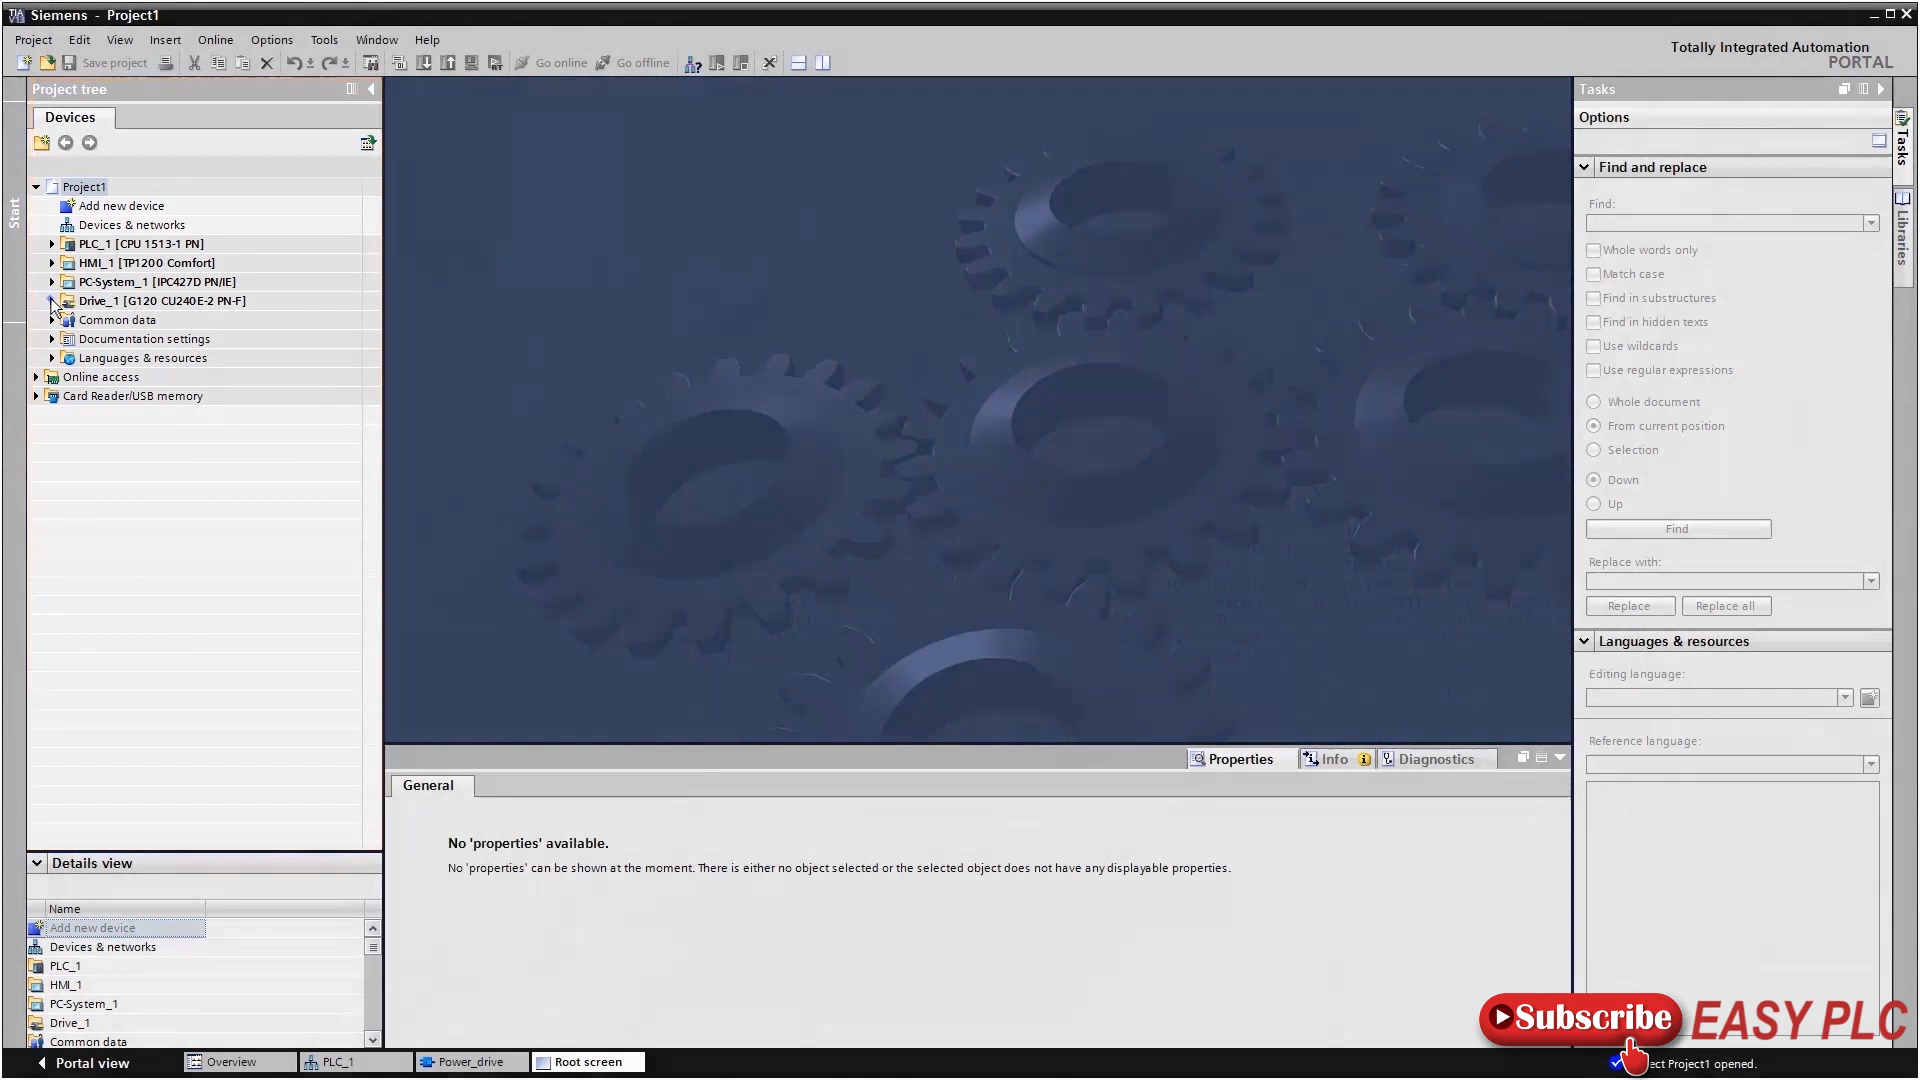 Siemens - Project1
Project Edit View Insert Online Options Tools Window Help
Totally Integrated Automation
PORTAL
Save project
Go online
Go offline
Project tree
Devices
Start
Project1
Add new device
Devices & networks
PLC_1 [CPU 1513-1 PN]
HMI_1 [TP1200 Comfort]
PC-System_1 [IPC427D PN/IE]
Drive_1 [G120 CU240E-2 PN-F]
Common data
Documentation settings
Languages & resources
Online access
Card Reader/USB memory
Details view
Name
Add new device
Devices & networks
PLC_1
HMI_1
PC-System_1
Drive_1
Common data
Properties
Info
Diagnostics
General
No 'properties' available.
No 'properties' can be shown at the moment. There is either no object selected or the selected object does not have any displayable properties.
Tasks
Options
Find and replace
Find:
Whole words only
Match case
Find in substructures
Find in hidden texts
Use wildcards
Use regular expressions
Whole document
From current position
Selection
Down
Up
Find
Replace with:
Replace
Replace all
Languages & resources
Editing language:
Reference language:
Tasks
Libraries
Subscribe
EASY PLC
Portal view
Overview
PLC_1
Power_drive
Root screen
Project1 opened.